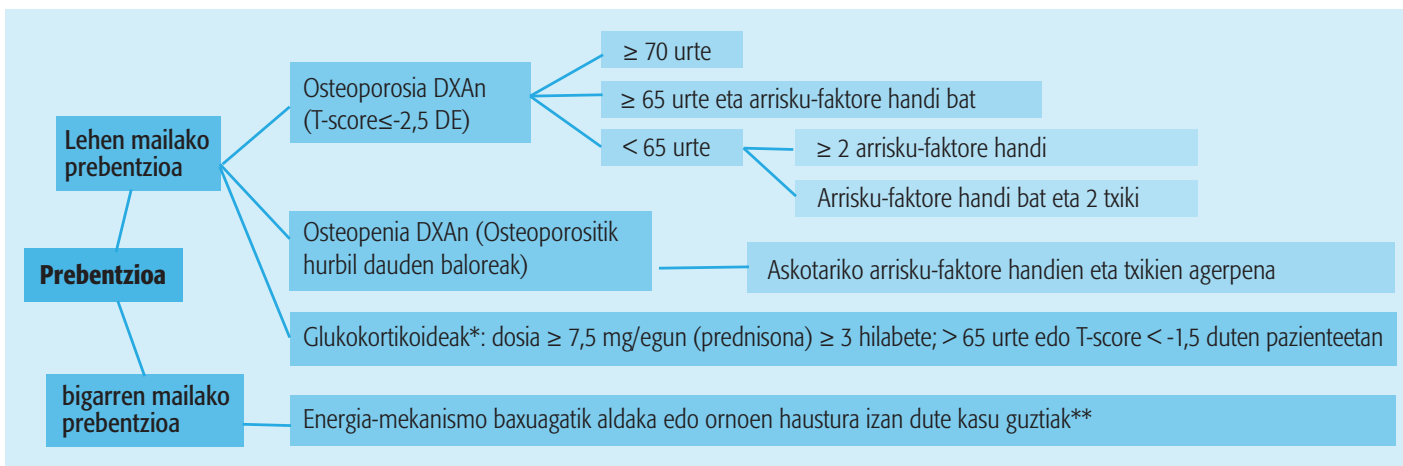 Prebentzioa
Lehen mailako
prebentzioa
Osteoporosia DXAn
(T-score≤-2,5 DE)
≥ 70 urte
≥ 65 urte eta arrisku-faktore handi bat
< 65 urte
≥ 2 arrisku-faktore handi
Arrisku-faktore handi bat eta 2 txiki
Osteopenia DXAn (Osteoporositik
hurbil dauden baloreak)
Askotariko arrisku-faktore handien eta txikien agerpena
Glukokortikoideak*: dosia ≥ 7,5 mg/egun (prednisona) ≥ 3 hilabete; > 65 urte edo T-score < -1,5 duten pazienteetan
bigarren mailako
prebentzioa
Energia-mekanismo baxuagatik aldaka edo ornoen haustura izan dute kasu guztiak**